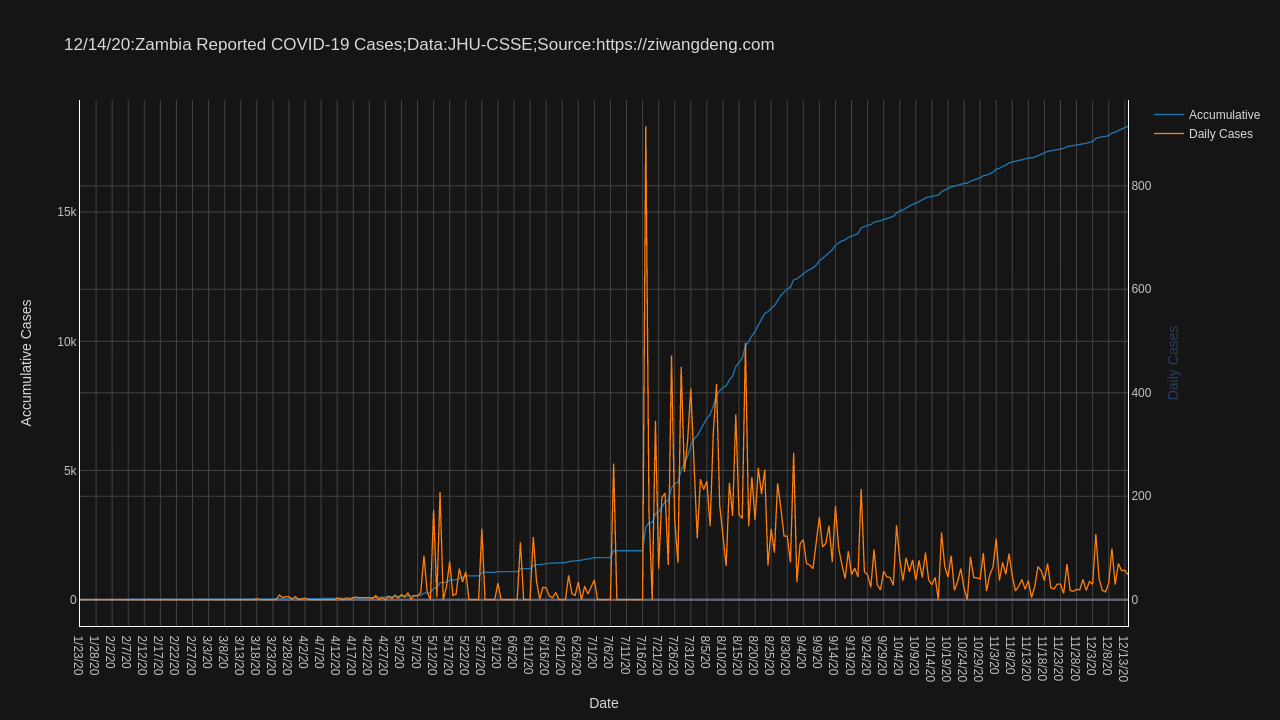 12/14/20:Zambia Reported COVID-19 Cases;Data:JHU-CSSE;Source:https://ziwangdeng.com
Accumulative
Daily Cases
Accumulative Cases
15k
10k
5k
0
800
600
400
200
0
Daily Cases
1/23/20 1/28/20 2/2/20 2/7/20 2/12/20 2/17/20 2/22/20 2/27/20 3/3/20 3/8/20 3/13/20 3/18/20 3/23/20 3/28/20 4/2/20 4/7/20 4/12/20 4/17/20 4/22/20 4/27/20 5/2/20 5/7/20 5/12/20 5/17/20 5/22/20 5/27/20 6/1/20 6/6/20 6/11/20 6/16/20 6/21/20 6/26/20 7/1/20 7/6/20 7/11/20 7/16/20 7/21/20 7/26/20 7/31/20 8/5/20 8/10/20 8/15/20 8/20/20 8/25/20 8/30/20 9/4/20 9/9/20 9/14/20 9/19/20 9/24/20 9/29/20 10/4/20 10/9/20 10/14/20 10/19/20 10/24/20 10/29/20 11/3/20 11/8/20 11/13/20 11/18/20 11/23/20 11/28/20 12/3/20 12/8/20 12/13/20
Date